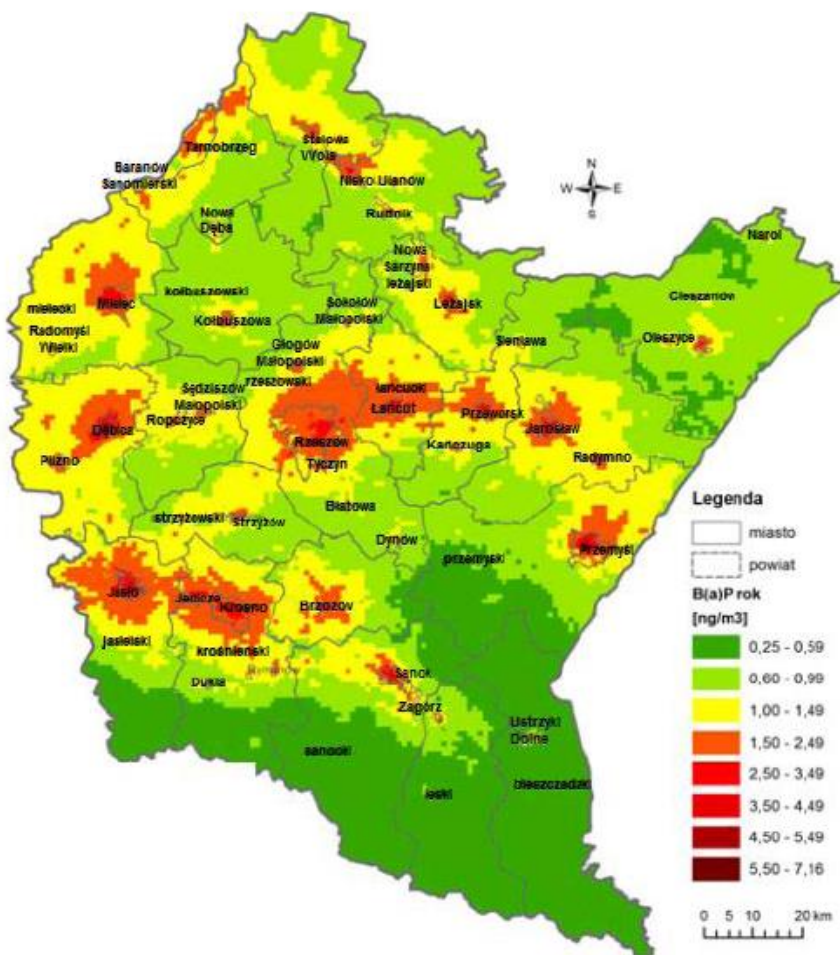 Tarnobrzeg
Stalowa
Wola
Baranów
Sanomierski
Nisko Ulanów
N
W E
S
Rudnik
Nowa
Dęba
Narol
Nowa
Sarzyna
leżajski
mielecki
Mielec
kolbuszowski
Sokołów
Małopolski
Leżajsk
Cieszanów
Radomyśl
Wielki
Kolbuszowa
Oleszyce
Głogów
Małopolski
Sieniawa
rzeszowski
Sędziszów
Małopolski
Łańcut
Przeworsk
Ropczyce
Dębica
Jarosław
Rzeszów
Kańczuga
Pilzno
Tyczyn
Radymno
Legenda
miasto
powiat
B(a)P rok
[ng/m3]
0,25 - 0,59
0,60 - 0,99
1,00 - 1,49
1,50 - 2,49
2,50 - 3,49
3,50 - 4,49
4,50 - 5,49
5,50 - 7,16
0 5 10 20 km
strzyżowski
Strzyżów
Błażowa
Dynów
przemyski
Przemyśl
Jasło
Jedlicze
Krosno
Brzozów
jasielski
krośnieński
Dukla
Sanok
Zagórz
Ustrzyki
Dolne
sanocki
leski
bieszczadzki